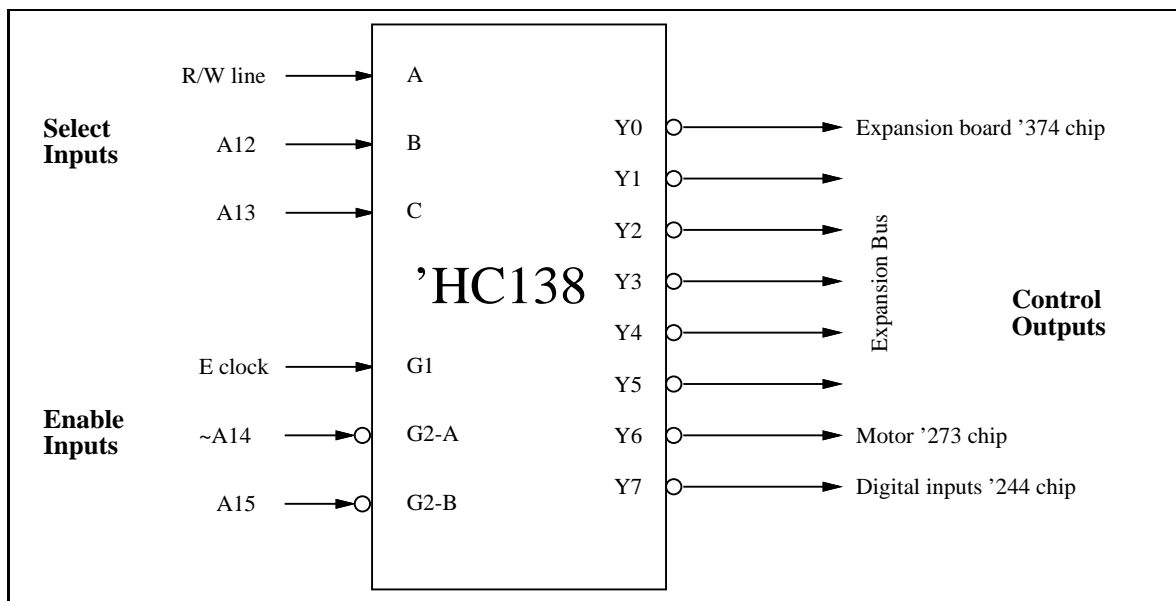 R/W line
A
Select
Inputs
A12
B
A13
C
'HC138
E clock
G1
Enable
Inputs
~A14
G2-A
A15
G2-B
Y0
Expansion board '374 chip
Y1
Y2
Y3
Y4
Y5
Expansion Bus
Y6
Motor '273 chip
Y7
Digital inputs '244 chip
Control
Outputs